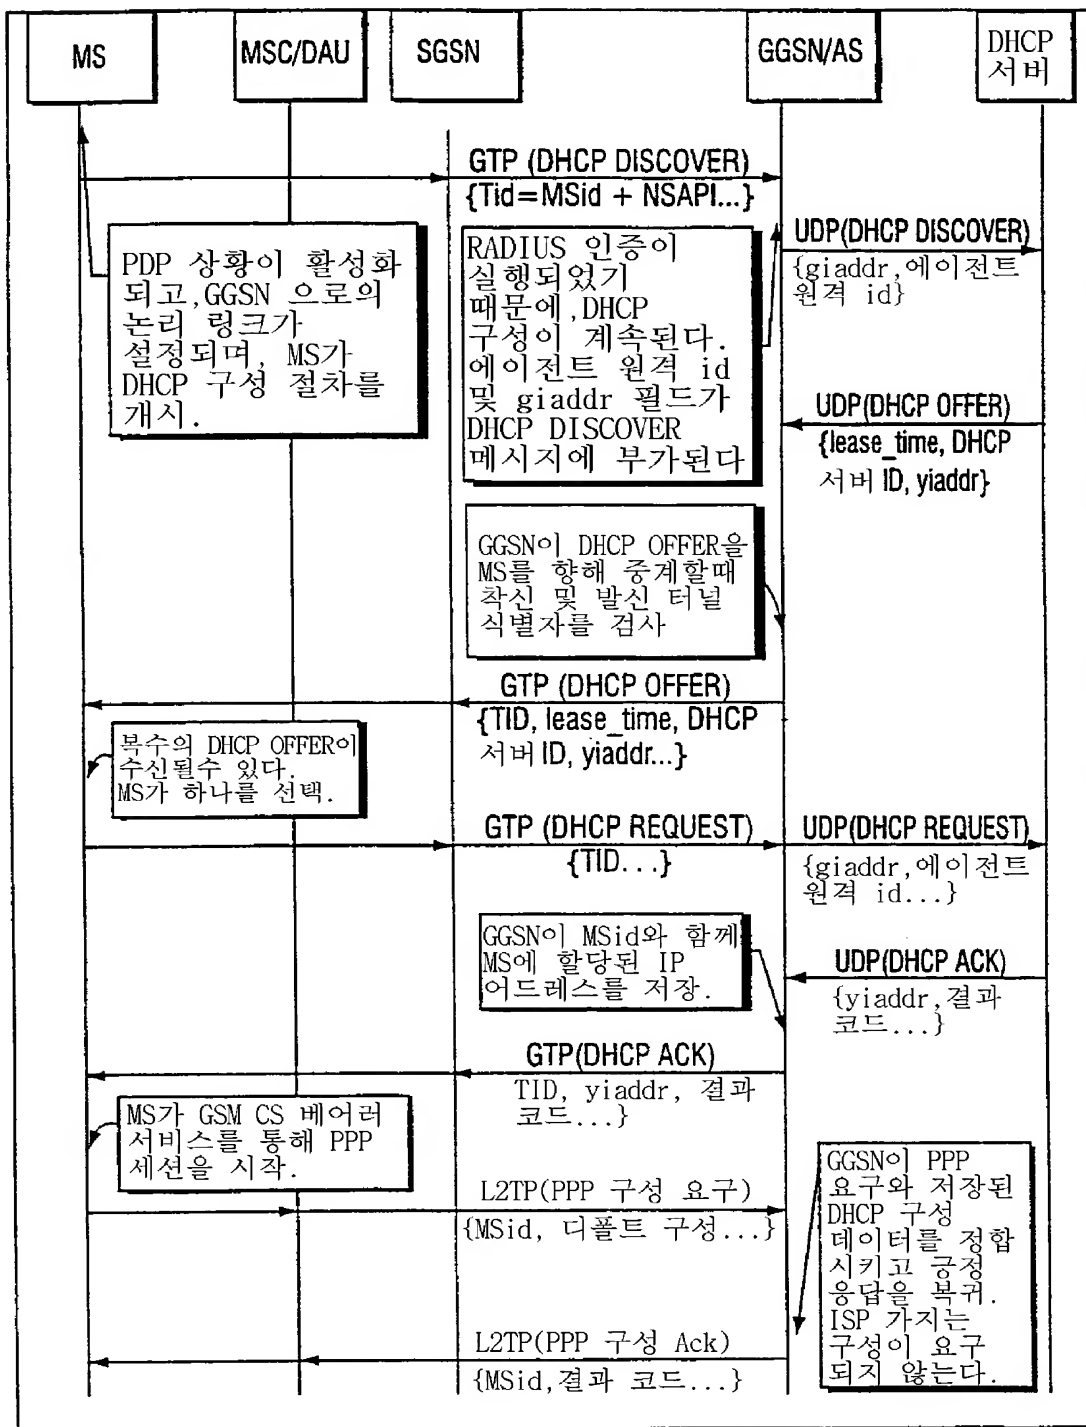 MS
MSC/DAU
SGSN
GGSN/AS
DHCP
서버
GTP (DHCP DISCOVER)
{Tid=MSid + NSAPI...}
PDP 상황이 활성화
되고,GGSN 으로의
논리 링크가
설정되며, MS가
DHCP 구성 절차를
개시.
RADIUS 인증이
실행되었기
때문에,DHCP
구성이 계속된다.
에이전트 원격 id
및 giaddr 필드가
DHCP DISCOVER
메시지에 부가된다
UDP(DHCP DISCOVER)
{giaddr,에이전트
원격 id}
UDP(DHCP OFFER)
{lease_time, DHCP
서버 ID, yiaddr}
GGSN이 DHCP OFFER을
MS를 향해 중계할때
착신 및 발신 터널
식별자를 검사
GTP (DHCP OFFER)
{TID, lease_time, DHCP
서버 ID, yiaddr...}
복수의 DHCP OFFER이
수신될수 있다.
MS가 하나를 선택.
GTP (DHCP REQUEST)
{TID...}
UDP(DHCP REQUEST)
{giaddr,에이전트
원격 id...}
GGSN이 MSid와 함께
MS에 할당된 IP
어드레스를 저장.
UDP(DHCP ACK)
{yiaddr,결과
코드...}
GTP(DHCP ACK)
TID, yiaddr, 결과
코드...}
MS가 GSM CS 베어러
서비스를 통해 PPP
세션을 시작.
L2TP(PPP 구성 요구)
{MSid, 디폴트 구성...}
GGSN이 PPP
요구와 저장된
DHCP 구성
데이터를 정합
시키고 긍정
응답을 복귀.
ISP 가지는
구성이 요구
되지 않는다.
L2TP(PPP 구성 Ack)
{MSid,결과 코드...}